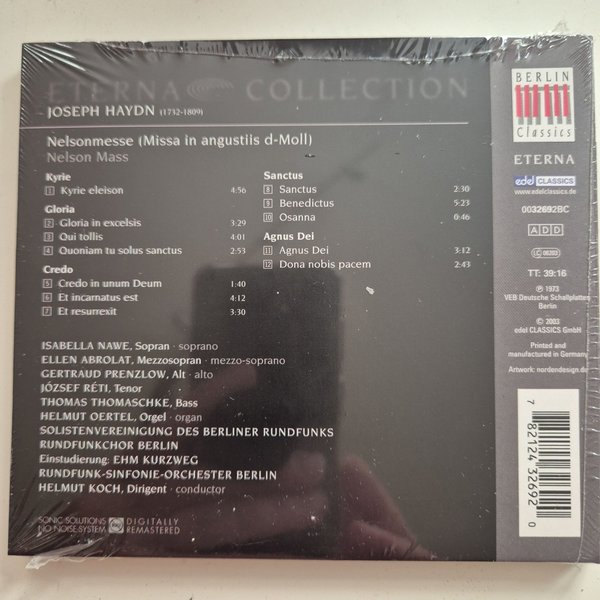 ETERNA COLLECTION
JOSEPH HAYDN (1732-1809)
Nelsonmesse (Missa in angustiis d-Moll)
Nelson Mass
Kyrie
1 Kyrie eleison 4:56
Gloria
2 Gloria in excelsis 3:29
3 Qui tollis 4:01
4 Quoniam tu solus sanctus 2:53
Credo
5 Credo in unum Deum 1:40
6 Et incarnatus est 4:12
7 Et resurrexit 3:30
Sanctus
8 Sanctus 2:30
9 Benedictus 5:23
10 Osanna 0:46
Agnus Dei
11 Agnus Dei 3:12
12 Dona nobis pacem 2:43
ISABELLA NAWE, Sopran · soprano
ELLEN ABROLAT, Mezzosopran · mezzo-soprano
GERTRAUD PRENZLOW, Alt · alto
JÓZSEF RÉTI, Tenor
THOMAS THOMASCHKE, Bass
HELMUT OERTEL, Orgel · organ
SOLISTENVEREINIGUNG DES BERLINER RUNDFUNKS
RUNDFUNKCHOR BERLIN
Einstudierung: EHM KURZWEG
RUNDFUNK-SINFONIE-ORCHESTER BERLIN
HELMUT KOCH, Dirigent · conductor
SONIC SOLUTIONS
NO NOISE-SYSTEM
DIGITALLY
REMASTERED
BERLIN
Classics
ETERNA
edel CLASSICS
www.edelclassics.de
0032692BC
ADD
LC 06203
TT: 39:16
℗ 1973
VEB Deutsche Schallplatten
Berlin
© 2003
edel CLASSICS GmbH
Printed and
manufactured in Germany
Artwork: nordendesign.de
7 82124 32692 0